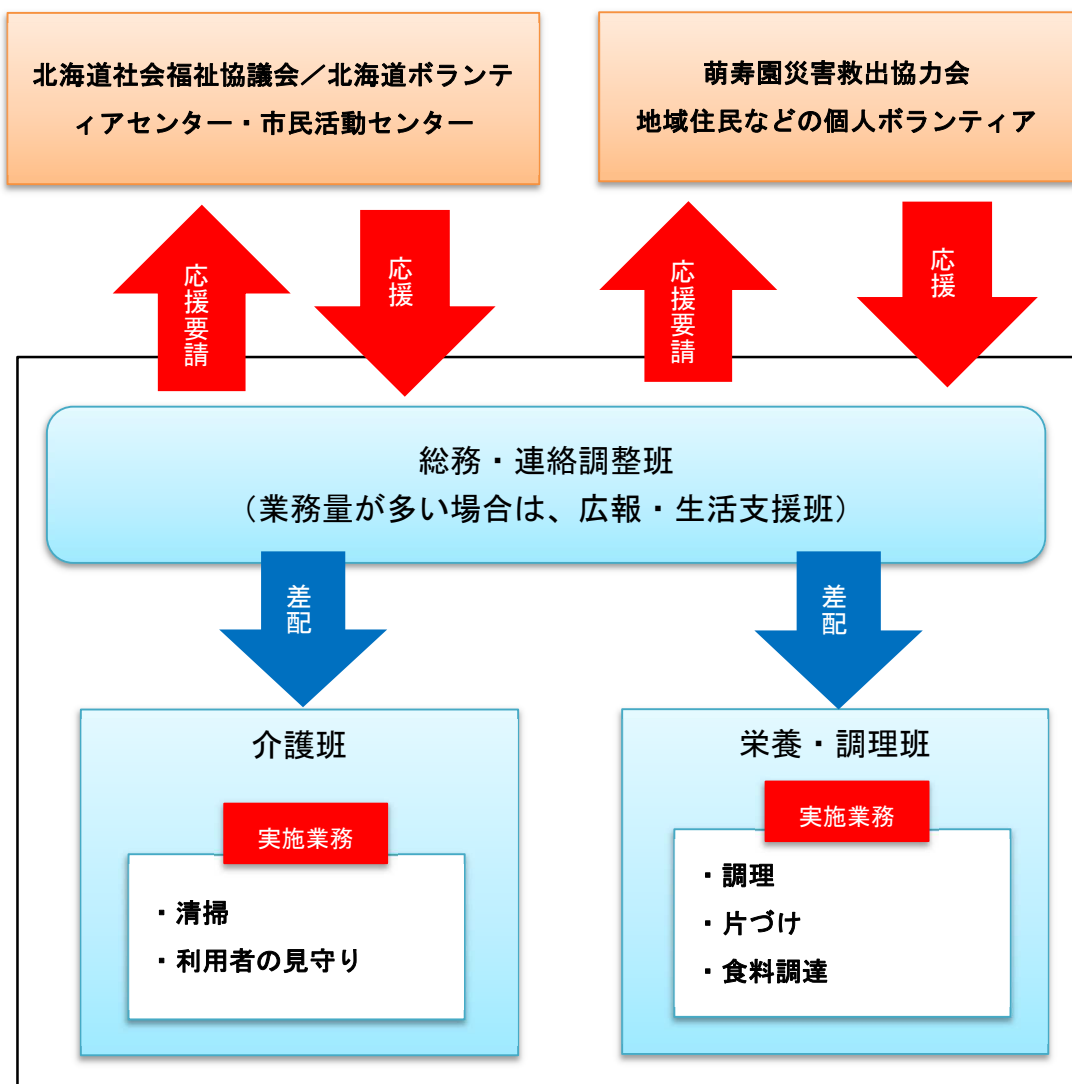 北海道社会福祉協議会／北海道ボランテ
ィアセンター・市民活動センター
萌寿園災害救出協力会
地域住民などの個人ボランティア
応援要請
応援
応援要請
応援
総務・連絡調整班
（業務量が多い場合は、広報・生活支援班）
差配
差配
介護班
実施業務
・清掃
・利用者の見守り
栄養・調理班
実施業務
・調理
・片づけ
・食料調達